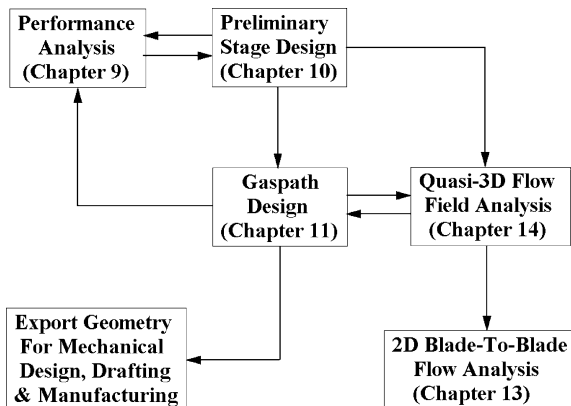 Performance
Analysis
(Chapter 9)
Preliminary
Stage Design
(Chapter 10)
Gaspath
Design
(Chapter 11)
Quasi-3D Flow
Field Analysis
(Chapter 14)
Export Geometry
For Mechanical
Design, Drafting
& Manufacturing
2D Blade-To-Blade
Flow Analysis
(Chapter 13)